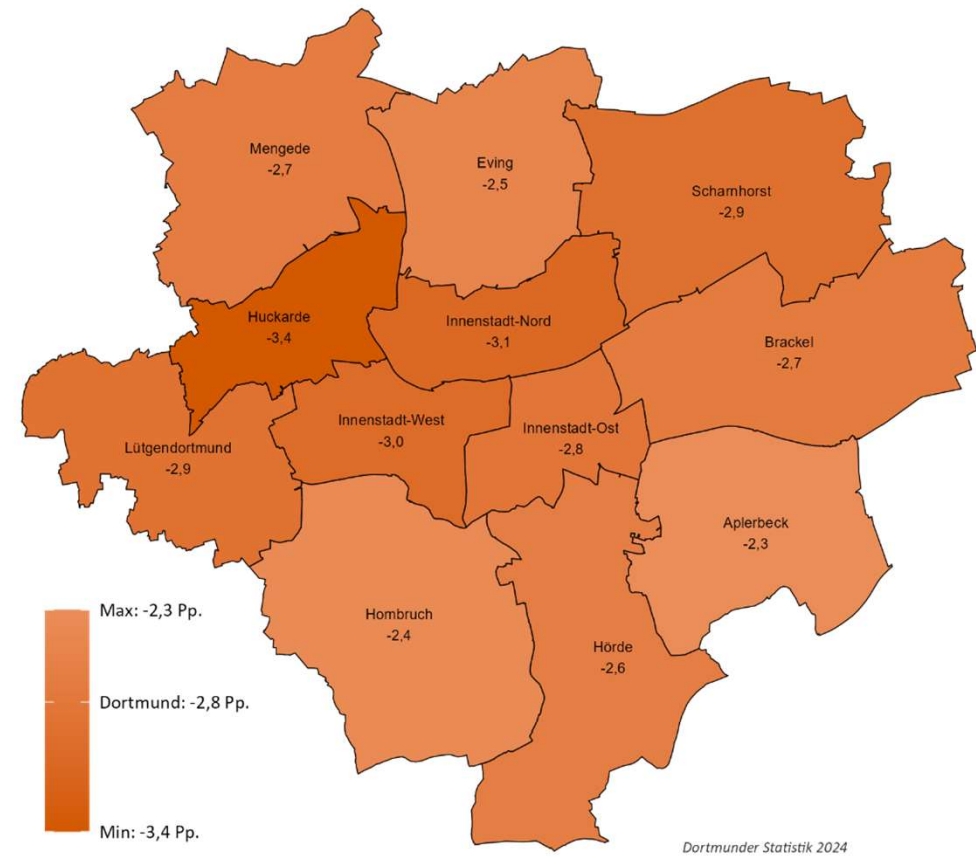 Mengede
-2,7
Eving
-2,5
Scharnhorst
-2,9
Huckarde
-3,4
Innenstadt-Nord
-3,1
Brackel
-2,7
Lütgendortmund
-2,9
Innenstadt-West
-3,0
Innenstadt-Ost
-2,8
Aplerbeck
-2,3
Hombruch
-2,4
Hörde
-2,6
Max: -2,3 Pp.
Dortmund: -2,8 Pp.
Min: -3,4 Pp.
Dortmunder Statistik 2024